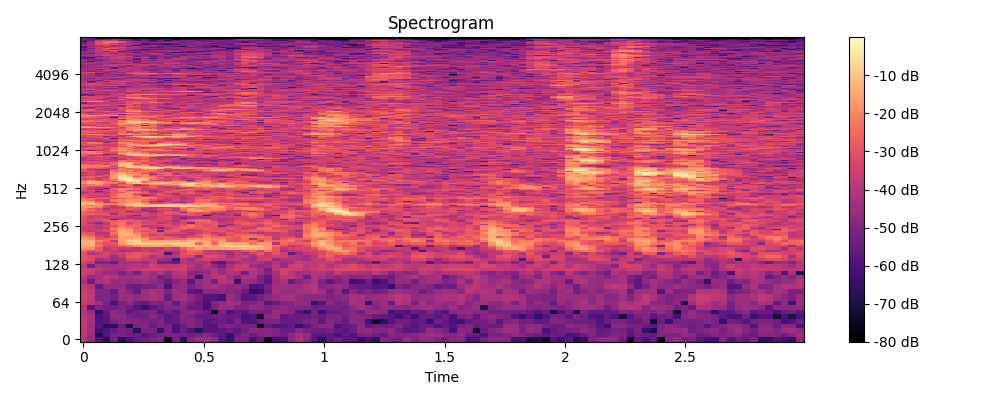 Spectrogram
4096
2048
1024
512
256
128
64
0
Hz
0
0.5
1
1.5
2
2.5
Time
-10 dB
-20 dB
-30 dB
-40 dB
-50 dB
-60 dB
-70 dB
-80 dB